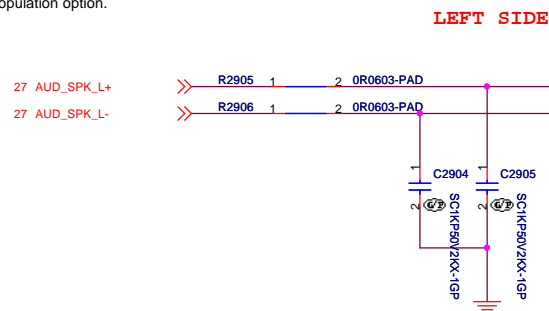 opulation option.
LEFT SIDE
27 AUD_SPK_L+ R2905 1 2 0R0603-PAD
27 AUD_SPK_L- R2906 1 2 0R0603-PAD
1 C2904 1 C2905
2 G/P SC1KP50V2KX-1GP 2 G/P SC1KP50V2KX-1GP